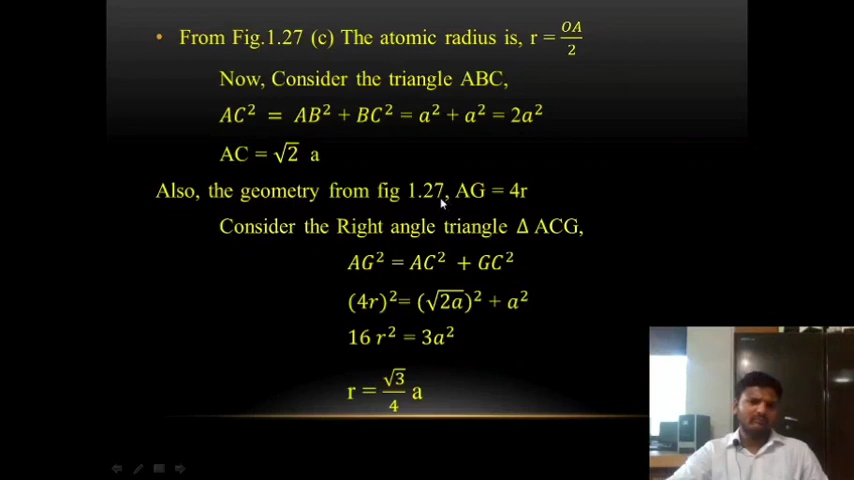 • From Fig.1.27 (c) The atomic radius is, r = OA/2
Now, Consider the triangle ABC,
AC² = AB² + BC² = a² + a² = 2a²
AC = √2 a
Also, the geometry from fig 1.27, AG = 4r
Consider the Right angle triangle Δ ACG,
AG² = AC² + GC²
(4r)²= (√2a)² + a²
16 r² = 3a²
r = √3/4 a